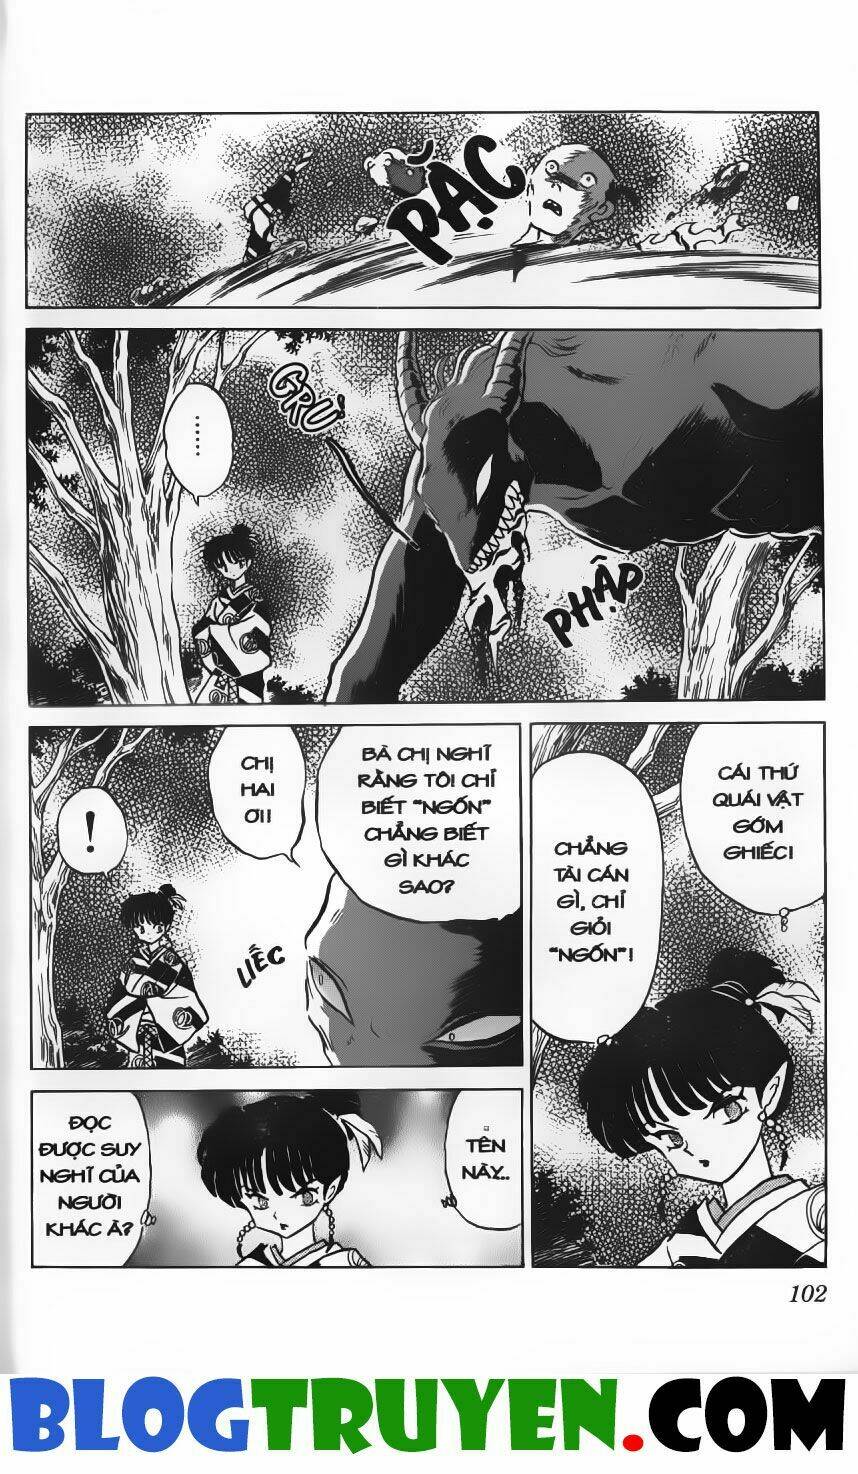 PẶC
GRỪ
......
PHẬP
CÁI THỨ
QUÁI VẬT
GỚM
GHIẾC!
CHẲNG
TÀI CÁN
GÌ, CHỈ
GIỎI
"NGỐN"!
BÀ CHỊ NGHĨ
RẰNG TÔI CHỈ
BIẾT "NGỐN"
CHẲNG BIẾT
GÌ KHÁC
SAO?
CHỊ
HAI
ƠI!
LIẾC
!
TÊN
NÀY...
ĐỌC
ĐƯỢC SUY
NGHĨ CỦA
NGƯỜI
KHÁC À?
102
BLOGTRUYEN.COM